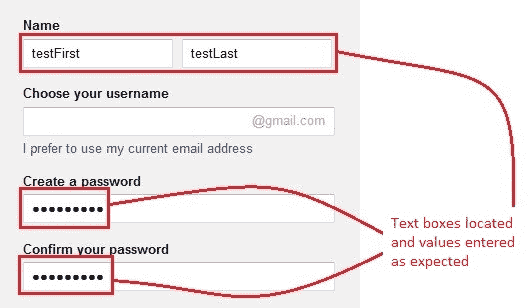 Name
testFirst testLast
Choose your username
@gmail.com
I prefer to use my current email address
Create a password
•••••••••
Confirm your password
•••••••••
Text boxes located
and values entered
as expected